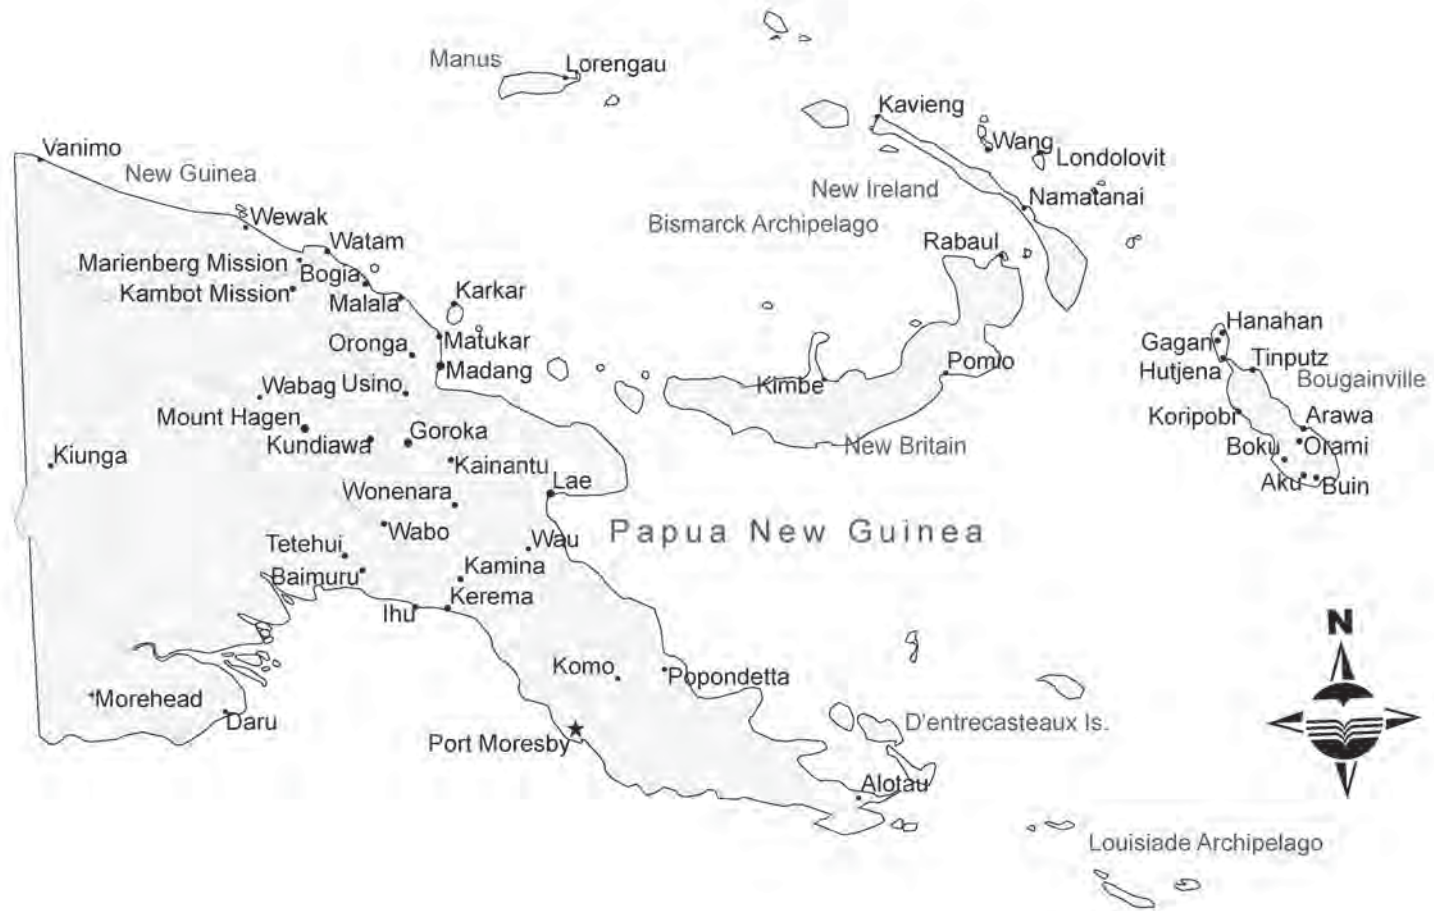 Manus
Lorengau
Kavieng
Wang
Londolovit
Vanimo
New Guinea
New Ireland
Namatanai
Wewak
Bismarck Archipelago
Watam
Rabaul
Marienberg Mission
Bogia
Kambot Mission
Malala
Karkar
Oronga
Matukar
Hanahan
Gagan
Madang
Pomio
Tinputz
Hutjena
Bougainville
Wabag
Usino
Kimbe
Mount Hagen
Goroka
Koripobi
Arawa
Kundiawa
New Britain
Boku
Orami
Kiunga
Kainantu
Lae
Aku
Buin
Wonenara
Wabo
Papua New Guinea
Tetehui
Wau
Baimuru
Kamina
Ihu
Kerema
N
Komo
Popondetta
Morehead
Daru
D'entrecasteaux Is.
Port Moresby
Alotau
Louisiade Archipelago